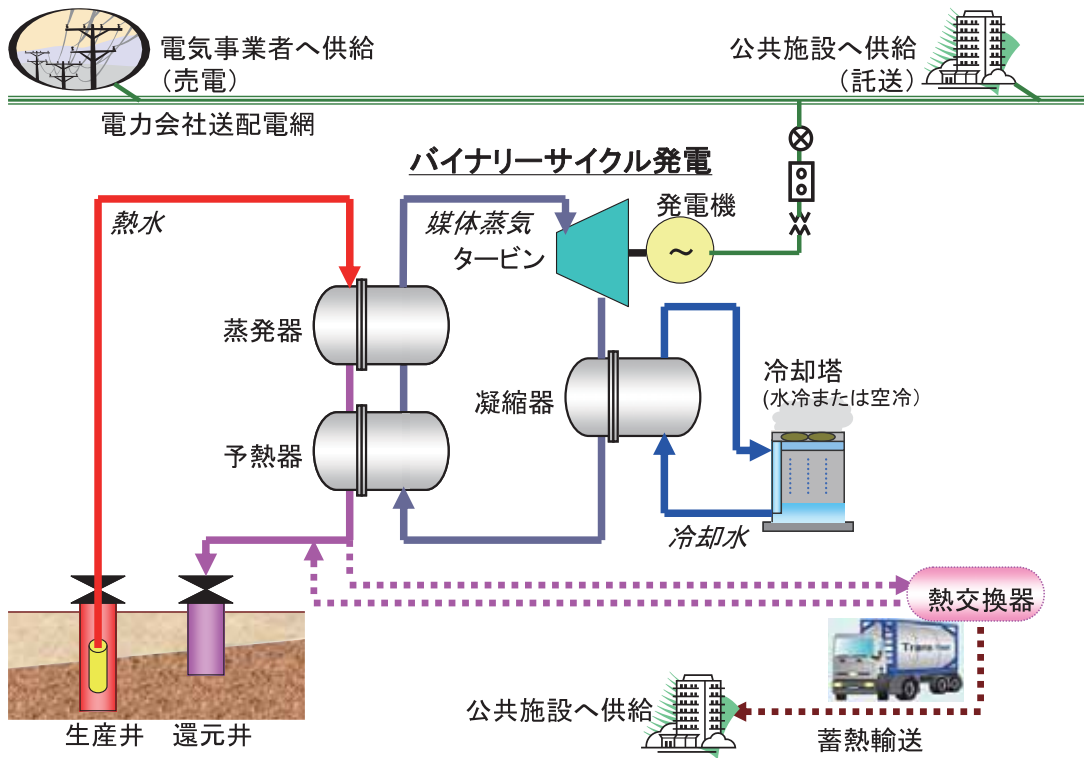 電気事業者へ供給
(売電)
公共施設へ供給
(託送)
電力会社送配電網
バイナリーサイクル発電
熱水
媒体蒸気
タービン
発電機
~
蒸発器
凝縮器
冷却塔
(水冷または空冷)
予熱器
冷却水
熱交換器
Trans
公共施設へ供給
蓄熱輸送
生産井
還元井